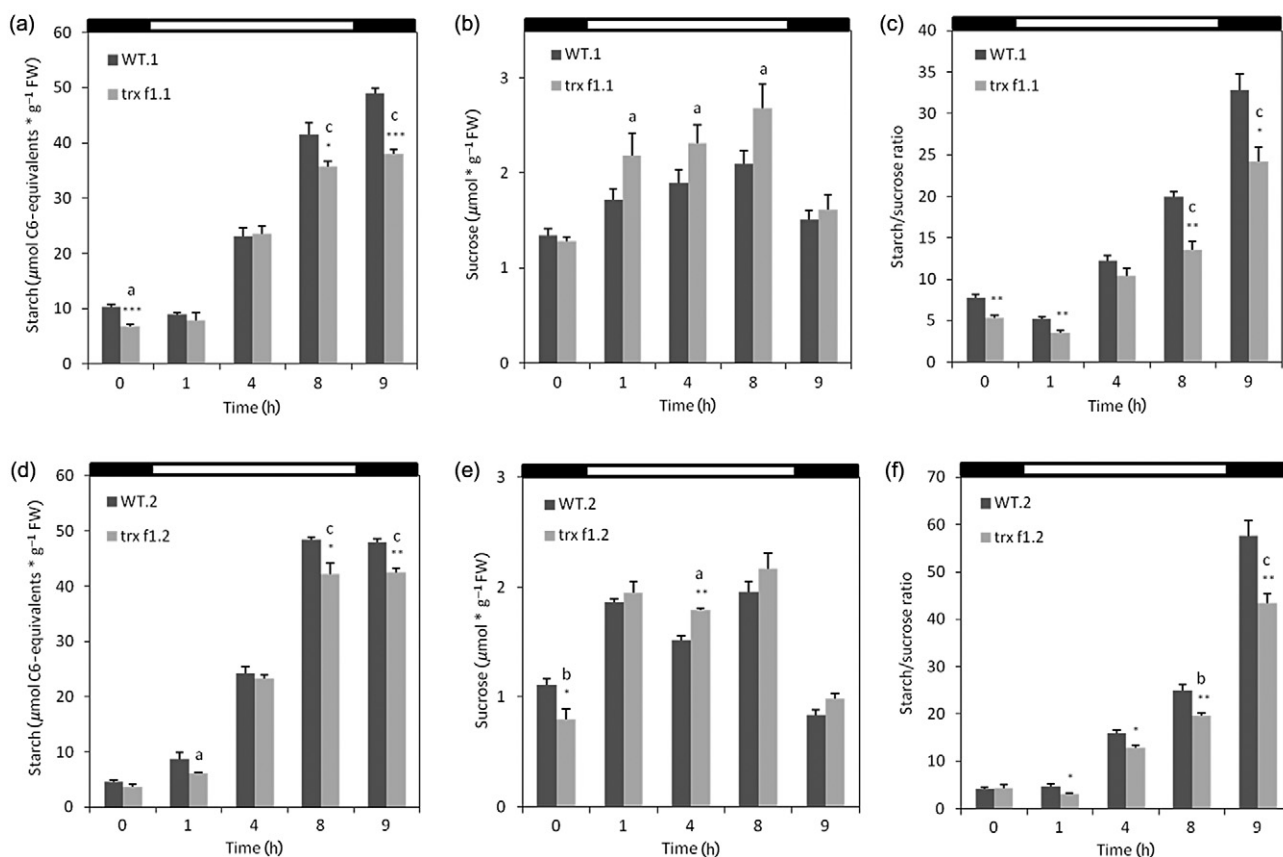 (a)
60
50
40
30
20
10
0
Starch (µmol C6-equivalents * g⁻¹ FW)
WT.1
trx f1.1
a
***
c
*
c
***
0 1 4 8 9
Time (h)
(b)
3
2
1
0
Sucrose (µmol * g⁻¹ FW)
WT.1
trx f1.1
a
a
a
0 1 4 8 9
Time (h)
(c)
40
35
30
25
20
15
10
5
0
Starch/sucrose ratio
WT.1
trx f1.1
**
**
c
**
c
*
0 1 4 8 9
Time (h)
(d)
60
50
40
30
20
10
0
Starch (µmol C6-equivalents * g⁻¹ FW)
WT.2
trx f1.2
a
c
*
c
**
0 1 4 8 9
Time (h)
(e)
3
2
1
0
Sucrose (µmol * g⁻¹ FW)
WT.2
trx f1.2
b
*
a
**
0 1 4 8 9
Time (h)
(f)
70
60
50
40
30
20
10
0
Starch/sucrose ratio
WT.2
trx f1.2
*
*
b
**
c
**
0 1 4 8 9
Time (h)